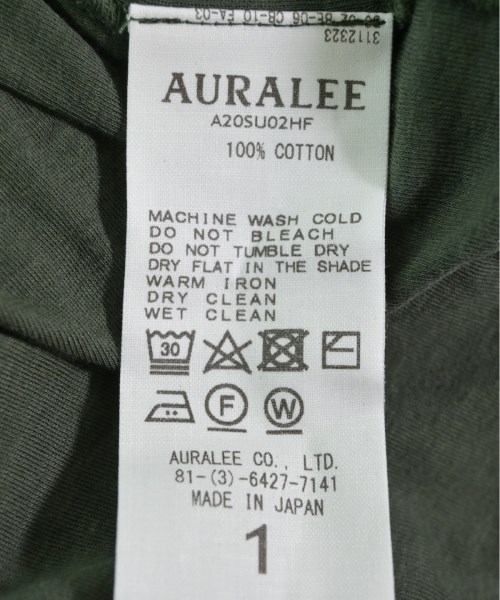 3112323
AURALEE
A20SU02HF
100% COTTON
MACHINE WASH COLD
DO NOT BLEACH
DO NOT TUMBLE DRY
DRY FLAT IN THE SHADE
WARM IRON
DRY CLEAN
WET CLEAN
30
F
W
AURALEE CO., LTD.
81-(3)-6427-7141
MADE IN JAPAN
1